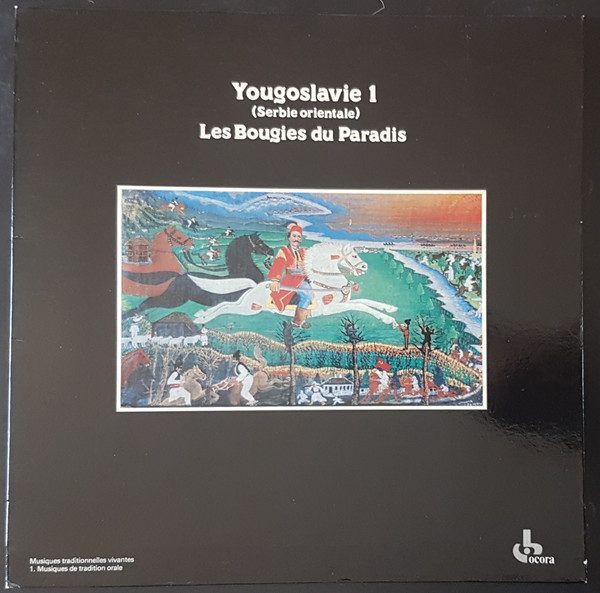 Yougoslavie 1
(Serbie orientale)
Les Bougies du Paradis
Musiques traditionnelles vivantes
1. Musiques de tradition orale
ocora